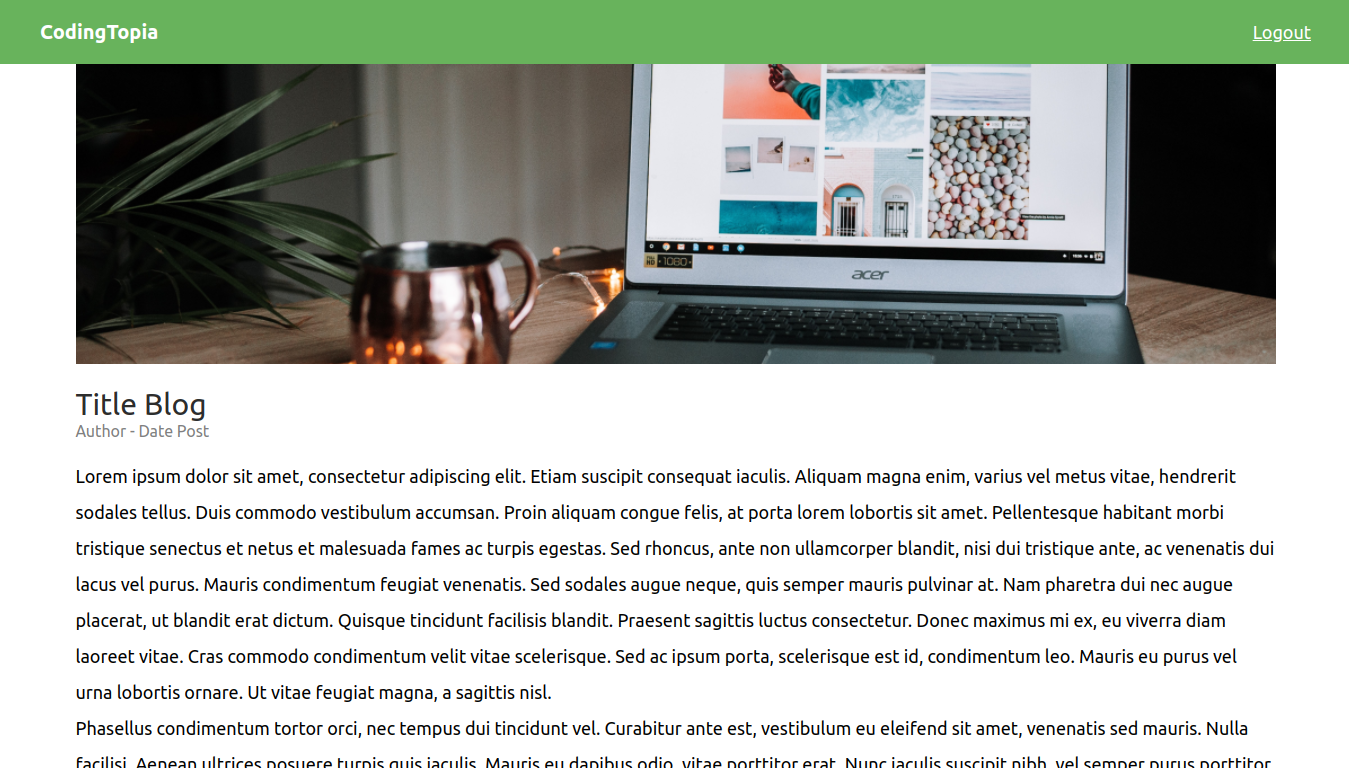 CodingTopia
Logout
FULL HD 1080
acer
Title Blog
Author - Date Post
Lorem ipsum dolor sit amet, consectetur adipiscing elit. Etiam suscipit consequat iaculis. Aliquam magna enim, varius vel metus vitae, hendrerit
sodales tellus. Duis commodo vestibulum accumsan. Proin aliquam congue felis, at porta lorem lobortis sit amet. Pellentesque habitant morbi
tristique senectus et netus et malesuada fames ac turpis egestas. Sed rhoncus, ante non ullamcorper blandit, nisi dui tristique ante, ac venenatis dui
lacus vel purus. Mauris condimentum feugiat venenatis. Sed sodales augue neque, quis semper mauris pulvinar at. Nam pharetra dui nec augue
placerat, ut blandit erat dictum. Quisque tincidunt facilisis blandit. Praesent sagittis luctus consectetur. Donec maximus mi ex, eu viverra diam
laoreet vitae. Cras commodo condimentum velit vitae scelerisque. Sed ac ipsum porta, scelerisque est id, condimentum leo. Mauris eu purus vel
urna lobortis ornare. Ut vitae feugiat magna, a sagittis nisl.
Phasellus condimentum tortor orci, nec tempus dui tincidunt vel. Curabitur ante est, vestibulum eu eleifend sit amet, venenatis sed mauris. Nulla
facilisi. Aenean ultrices posuere turpis quis iaculis. Mauris eu dapibus odio, vitae porttitor erat. Nunc iaculis suscipit nibh, vel semper purus porttitor